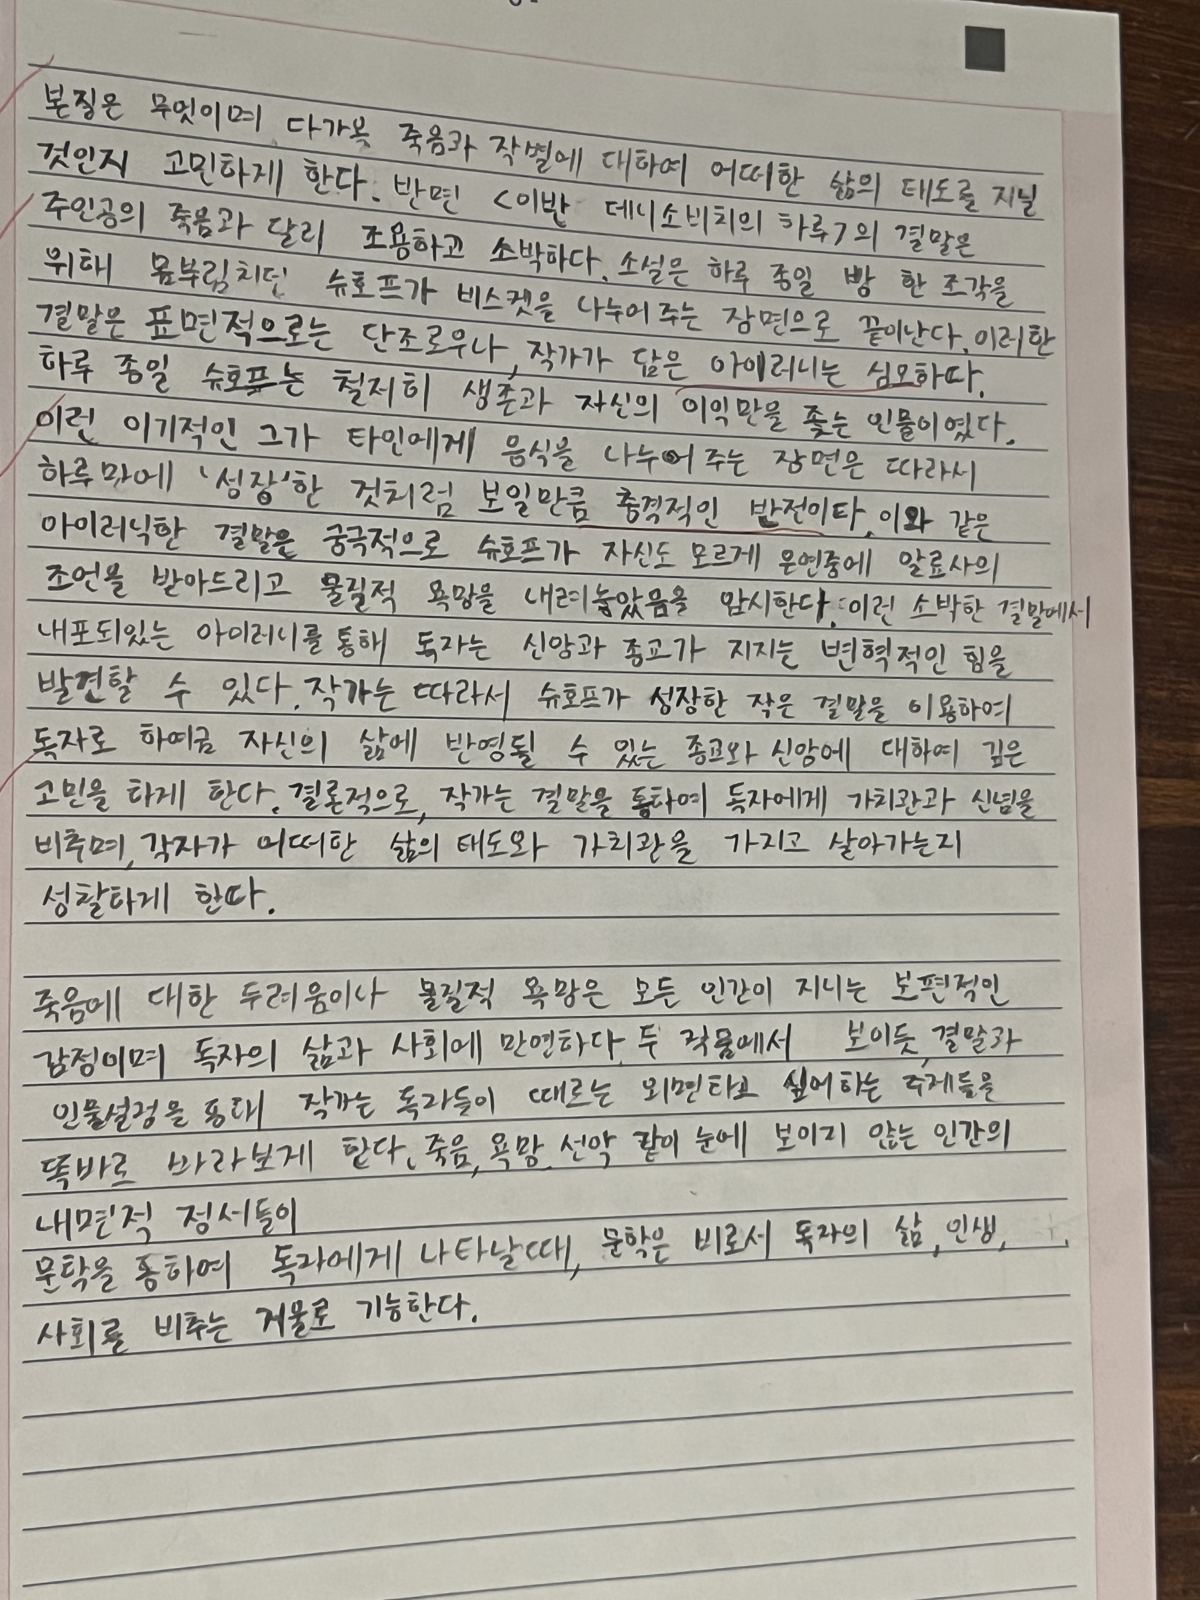 본질은 무엇이며 다가올 죽음과 작별에 대하여 어떠한 삶의 태도를 지닐
것인지 고민하게 한다. 반면 <이반 데니소비치의 하루>의 결말은
주인공의 죽음과 달리 조용하고 소박하다. 소설은 하루 종일 빵 한 조각을
위해 몸부림치던 슈호프가 비스켓을 나누어 주는 장면으로 끝이난다. 이러한
결말은 표면적으로는 단조로우나, 작가가 담은 아이러니는 심오하다.
하루 종일 슈호프는 철저히 생존과 자신의 이익만을 좇는 인물이였다.
이런 이기적인 그가 타인에게 음식을 나누어 주는 장면은 따라서
하루만에 '성장'한 것처럼 보일만큼 충격적인 반전이다. 이와 같은
아이러닉한 결말은 궁극적으로 슈호프가 자신도 모르게 은연중에 알료샤의
조언을 받아드리고 물질적 욕망을 내려놓았음을 암시한다. 이런 소박한 결말에서
내포되있는 아이러니를 통해 독자는 신앙과 종교가 지지는 변혁적인 힘을
발견할 수 있다. 작가는 따라서 슈호프가 성장한 작은 결말을 이용하여
독자로 하여금 자신의 삶에 반영될 수 있는 종교와 신앙에 대하여 깊은
고민을 하게 한다. 결론적으로, 작가는 결말을 통하여 독자에게 가치관과 신념을
비추며, 각자가 어떠한 삶의 태도와 가치관을 가지고 살아가는지
성찰하게 한다.
죽음에 대한 두려움이나 물질적 욕망은 모든 인간이 지니는 보편적인
감정이며 독자의 삶과 사회에 만연하다. 두 작품에서 보이듯, 결말과
인물설정을 통해 작가는 독자들이 때로는 외면하고 싶어하는 주제들을
똑바로 바라보게 한다. 죽음, 욕망, 선악 같이 눈에 보이지 않는 인간의
내면적 정서들이
문학을 통하여 독자에게 나타날때, 문학은 비로서 독자의 삶, 인생,
사회를 비추는 거울로 기능한다.